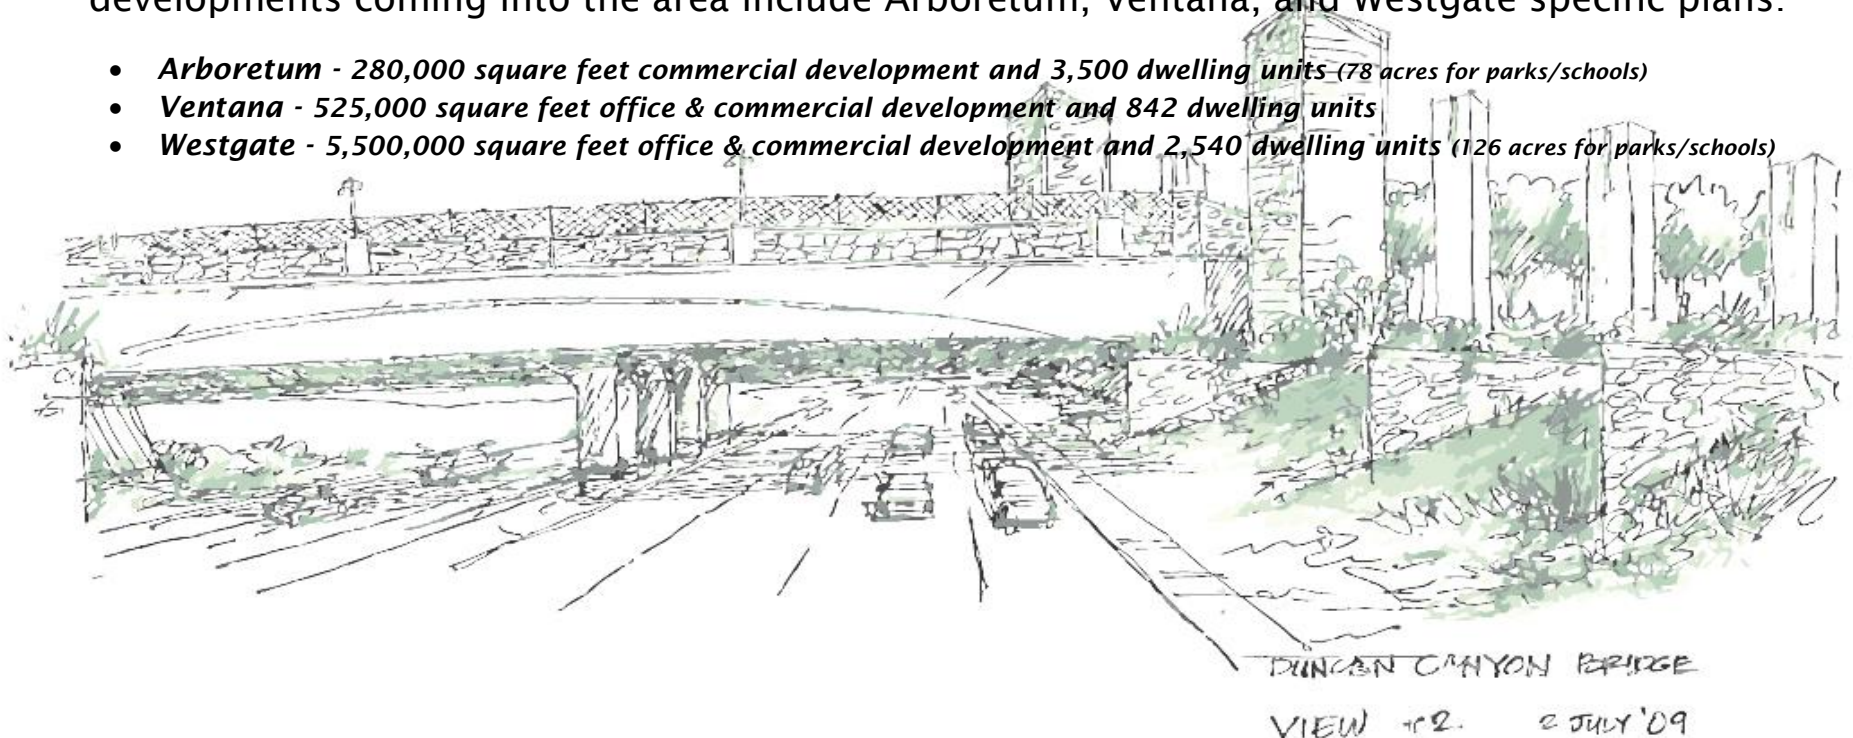 developments coming into the area include Arboretum, Ventana, and Westgate specific plans:
• Arboretum - 280,000 square feet commercial development and 3,500 dwelling units (78 acres for parks/schools)
• Ventana - 525,000 square feet office & commercial development and 842 dwelling units
• Westgate - 5,500,000 square feet office & commercial development and 2,540 dwelling units (126 acres for parks/schools)
DUNCAN CANYON BRIDGE
VIEW #2. 2 JULY '09